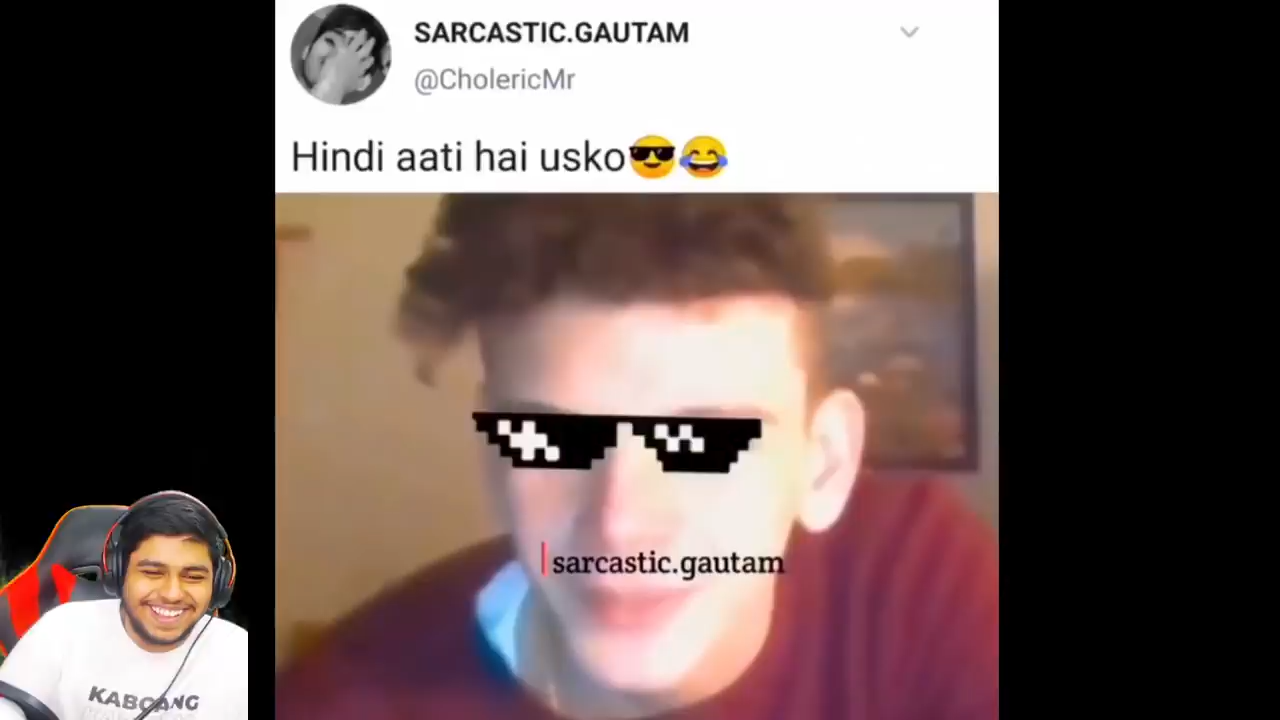 SARCASTIC.GAUTAM
@CholericMr
Hindi aati hai usko😎😂
sarcastic.gautam
KABOANG